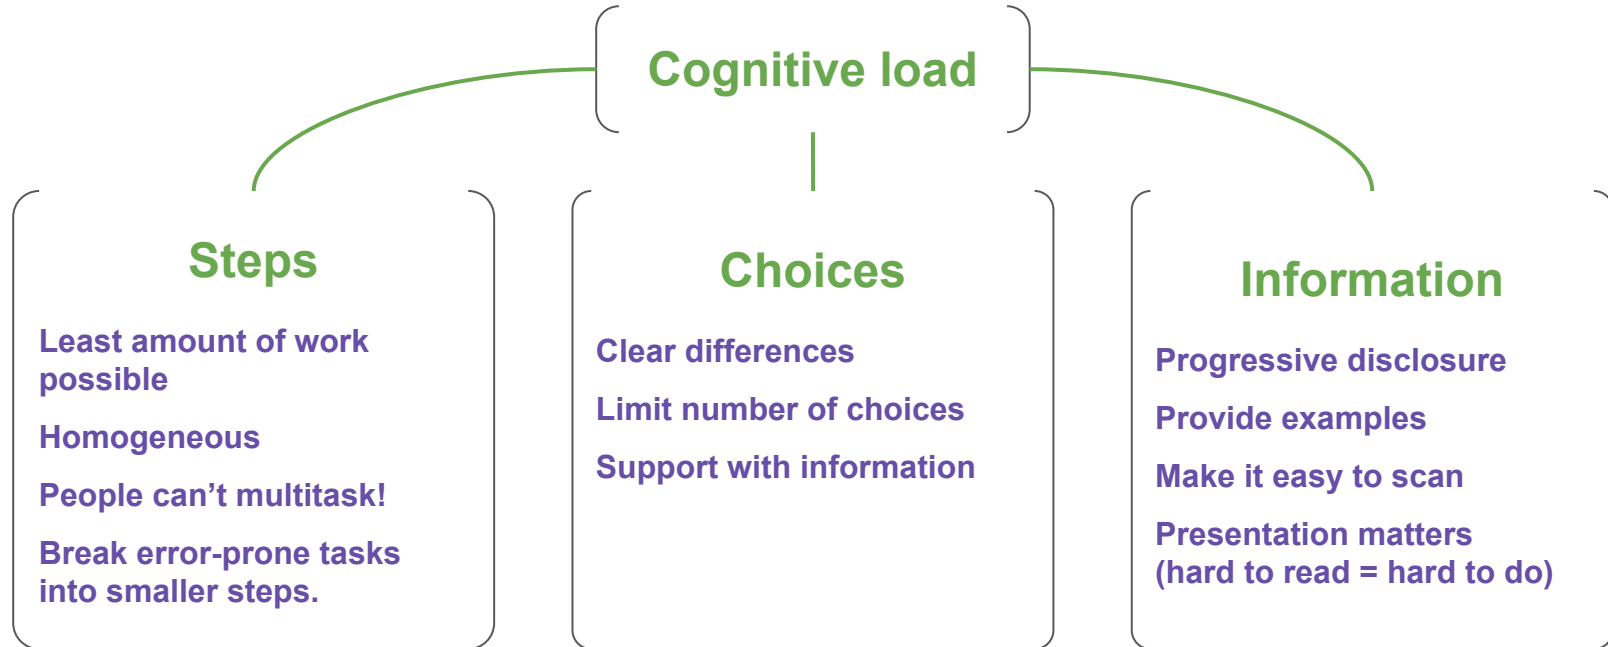 Cognitive load
Steps
Least amount of work
possible
Homogeneous
People can’t multitask!
Break error-prone tasks
into smaller steps.
Choices
Clear differences
Limit number of choices
Support with information
Information
Progressive disclosure
Provide examples
Make it easy to scan
Presentation matters
(hard to read = hard to do)